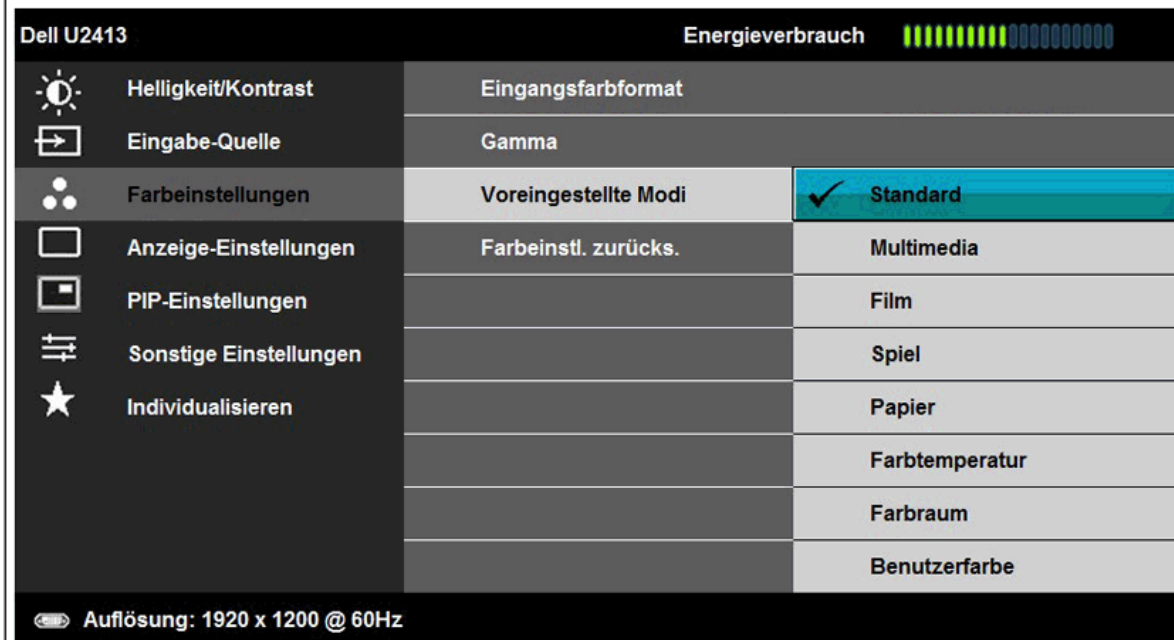 Dell U2413
Energieverbrauch
Helligkeit/Kontrast
Eingangsfarbformat
Eingabe-Quelle
Gamma
Farbeinstellungen
Voreingestellte Modi
Standard
Anzeige-Einstellungen
Farbeinstl. zurücks.
Multimedia
PIP-Einstellungen
Film
Sonstige Einstellungen
Spiel
Individualisieren
Papier
Farbtemperatur
Farbraum
Benutzerfarbe
Auflösung: 1920 x 1200 @ 60Hz